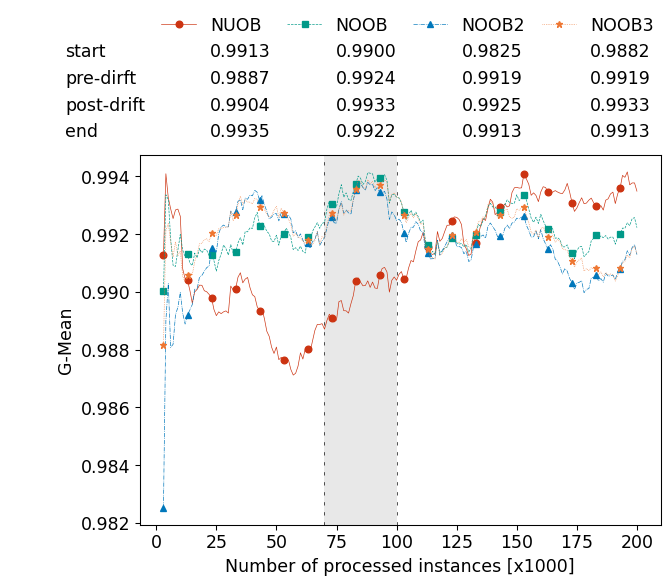 NUOB NOOB NOOB2 NOOB3
start 0.9913 0.9900 0.9825 0.9882
pre-dirft 0.9887 0.9924 0.9919 0.9919
post-drift 0.9904 0.9933 0.9925 0.9933
end 0.9935 0.9922 0.9913 0.9913
0.994
0.992
0.990
0.988
0.986
0.984
0.982
G-Mean
0 25 50 75 100 125 150 175 200
Number of processed instances [x1000]